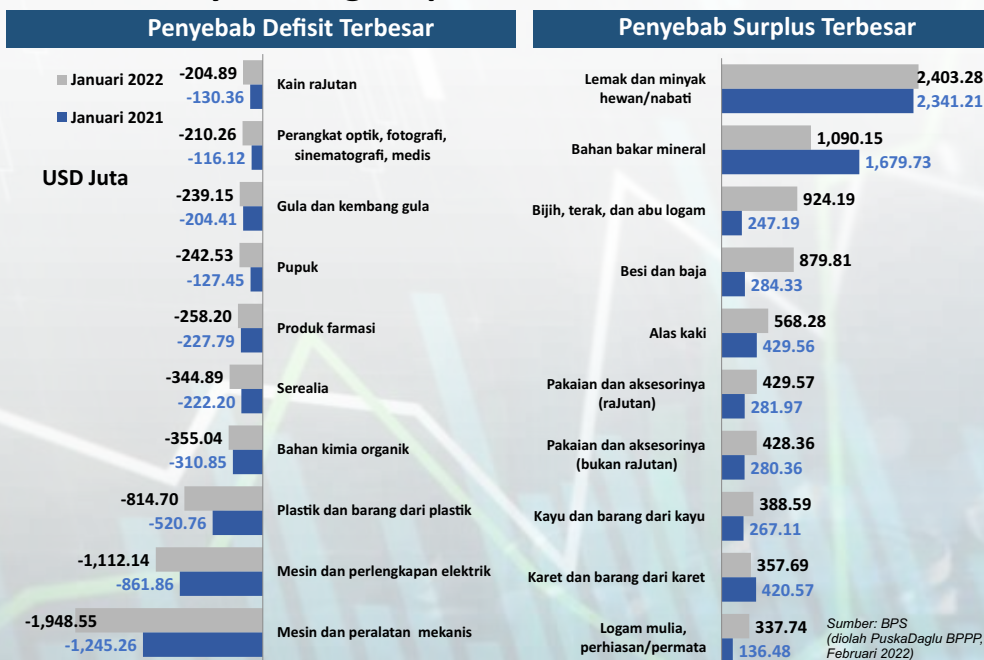 Penyebab Defisit Terbesar
Januari 2022
Januari 2021
USD Juta
-204.89
-130.36
Kain raJutan
-210.26
-116.12
Perangkat optik, fotografi,
sinematografi, medis
-239.15
-204.41
Gula dan kembang gula
-242.53
-127.45
Pupuk
-258.20
-227.79
Produk farmasi
-344.89
-222.20
Serealia
-355.04
-310.85
Bahan kimia organik
-814.70
-520.76
Plastik dan barang dari plastik
-1,112.14
-861.86
Mesin dan perlengkapan elektrik
-1,948.55
-1,245.26
Mesin dan peralatan mekanis
Penyebab Surplus Terbesar
Lemak dan minyak
hewan/nabati
2,403.28
2,341.21
Bahan bakar mineral
1,090.15
1,679.73
Bijih, terak, dan abu logam
924.19
247.19
Besi dan baja
879.81
284.33
Alas kaki
568.28
429.56
Pakaian dan aksesorinya
(raJutan)
429.57
281.97
Pakaian dan aksesorinya
(bukan raJutan)
428.36
280.36
Kayu dan barang dari kayu
388.59
267.11
Karet dan barang dari karet
357.69
420.57
Logam mulia,
perhiasan/permata
337.74
136.48
Sumber: BPS
(diolah PuskaDaglu BPPP,
Februari 2022)